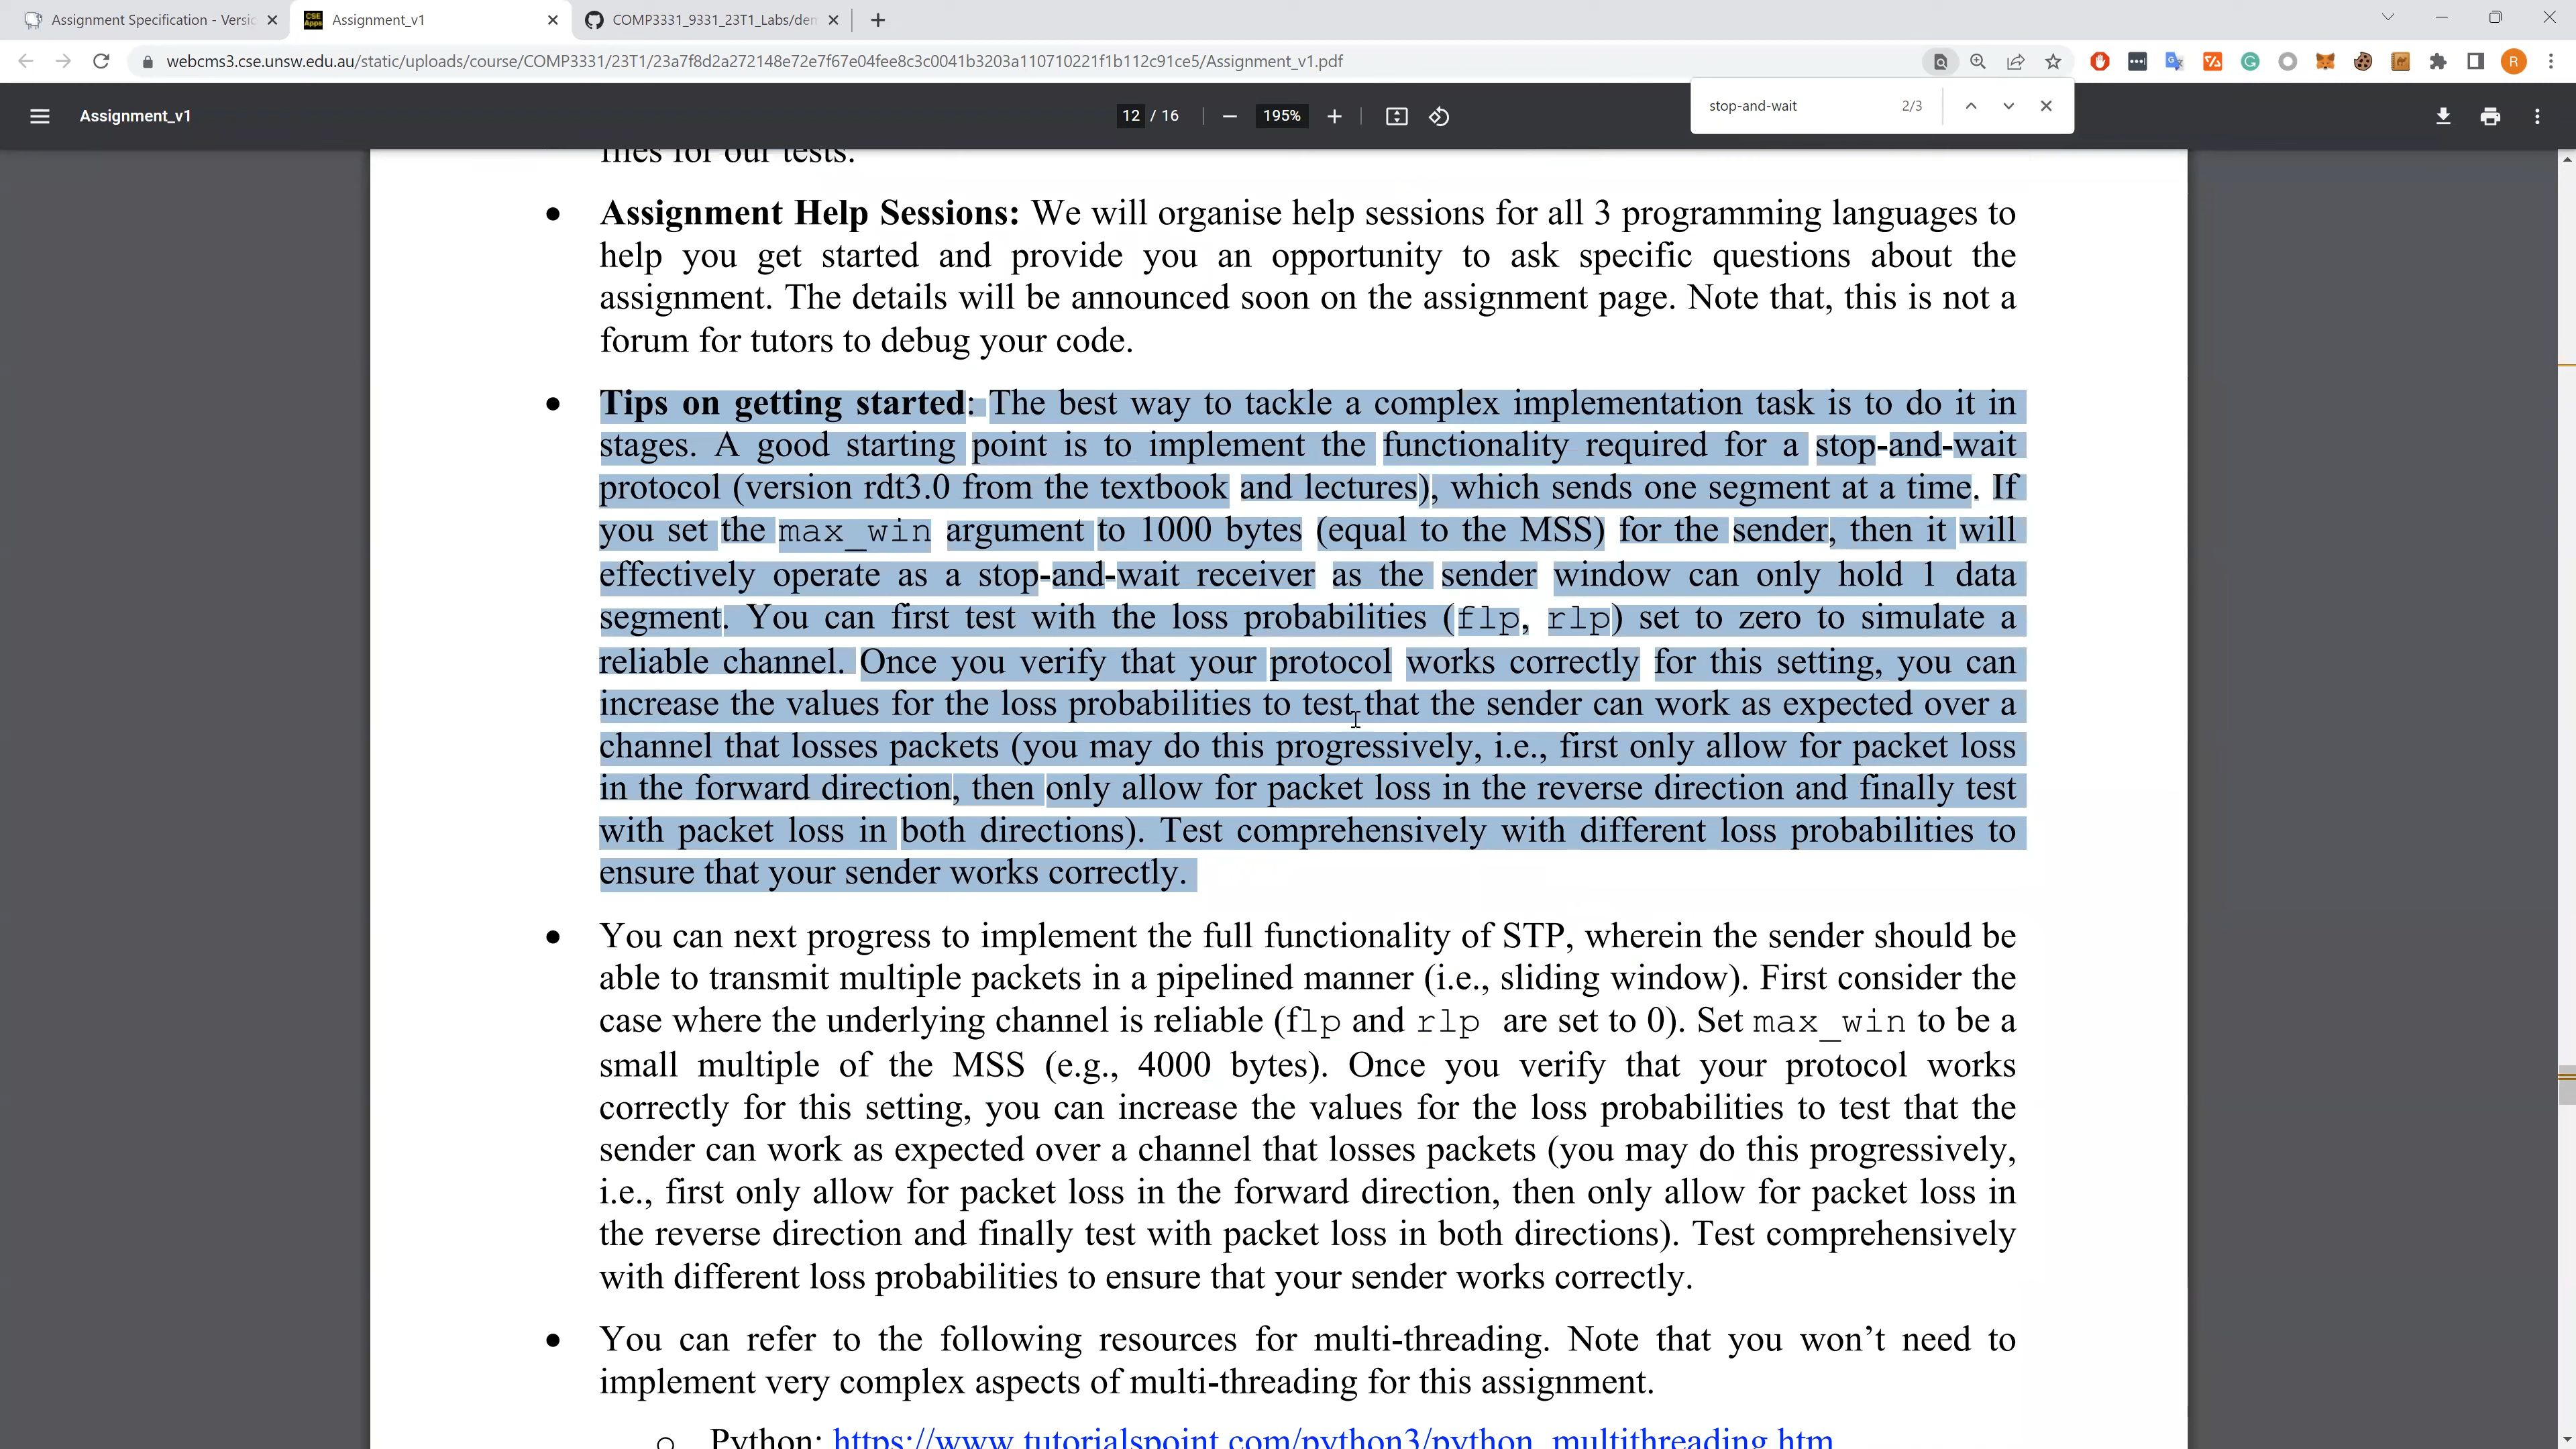 Assignment Specification - Versic
Assignment_v1
COMP3331_9331_23T1_Labs/den
webcms3.cse.unsw.edu.au/static/uploads/course/COMP3331/23T1/23a7f8d2a272148e72e7f67e04fee8c3c0041b3203a110710221f1b112c91ce5/Assignment_v1.pdf
R
Assignment_v1
12 / 16
195%
stop-and-wait
2/3
files for our tests.
• Assignment Help Sessions: We will organise help sessions for all 3 programming languages to
help you get started and provide you an opportunity to ask specific questions about the
assignment. The details will be announced soon on the assignment page. Note that, this is not a
forum for tutors to debug your code.
• Tips on getting started: The best way to tackle a complex implementation task is to do it in
stages. A good starting point is to implement the functionality required for a stop-and-wait
protocol (version rdt3.0 from the textbook and lectures), which sends one segment at a time. If
you set the max_win argument to 1000 bytes (equal to the MSS) for the sender, then it will
effectively operate as a stop-and-wait receiver as the sender window can only hold 1 data
segment. You can first test with the loss probabilities (flp, rlp) set to zero to simulate a
reliable channel. Once you verify that your protocol works correctly for this setting, you can
increase the values for the loss probabilities to test that the sender can work as expected over a
channel that losses packets (you may do this progressively, i.e., first only allow for packet loss
in the forward direction, then only allow for packet loss in the reverse direction and finally test
with packet loss in both directions). Test comprehensively with different loss probabilities to
ensure that your sender works correctly.
• You can next progress to implement the full functionality of STP, wherein the sender should be
able to transmit multiple packets in a pipelined manner (i.e., sliding window). First consider the
case where the underlying channel is reliable (flp and rlp are set to 0). Set max_win to be a
small multiple of the MSS (e.g., 4000 bytes). Once you verify that your protocol works
correctly for this setting, you can increase the values for the loss probabilities to test that the
sender can work as expected over a channel that losses packets (you may do this progressively,
i.e., first only allow for packet loss in the forward direction, then only allow for packet loss in
the reverse direction and finally test with packet loss in both directions). Test comprehensively
with different loss probabilities to ensure that your sender works correctly.
• You can refer to the following resources for multi-threading. Note that you won't need to
implement very complex aspects of multi-threading for this assignment.
o Python: https://www.tutorialspoint.com/python3/python_multithreading.htm